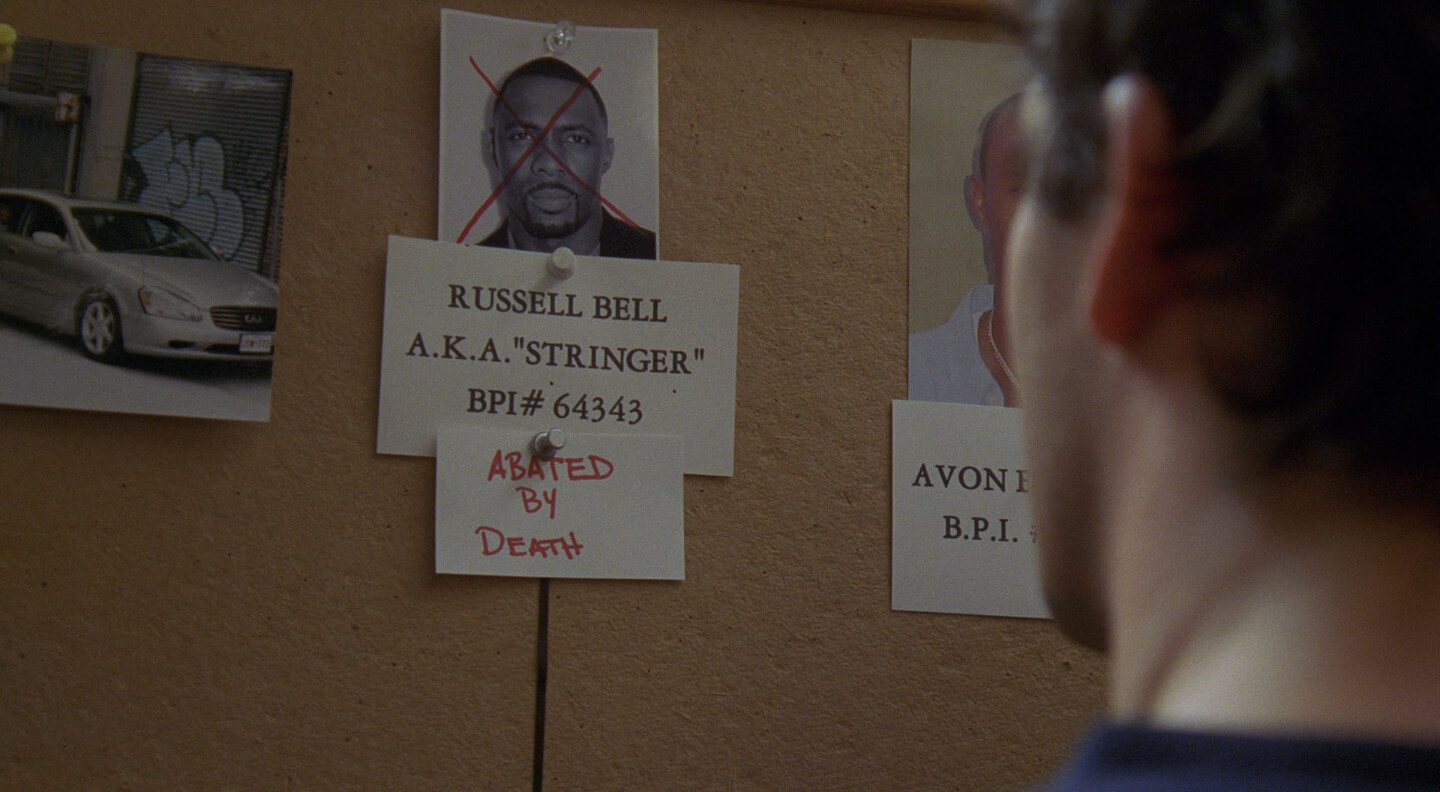 RUSSELL BELL
A.K.A."STRINGER"
BPI# 64343
ABATED
BY
DEATH
AVON
B.P.I.